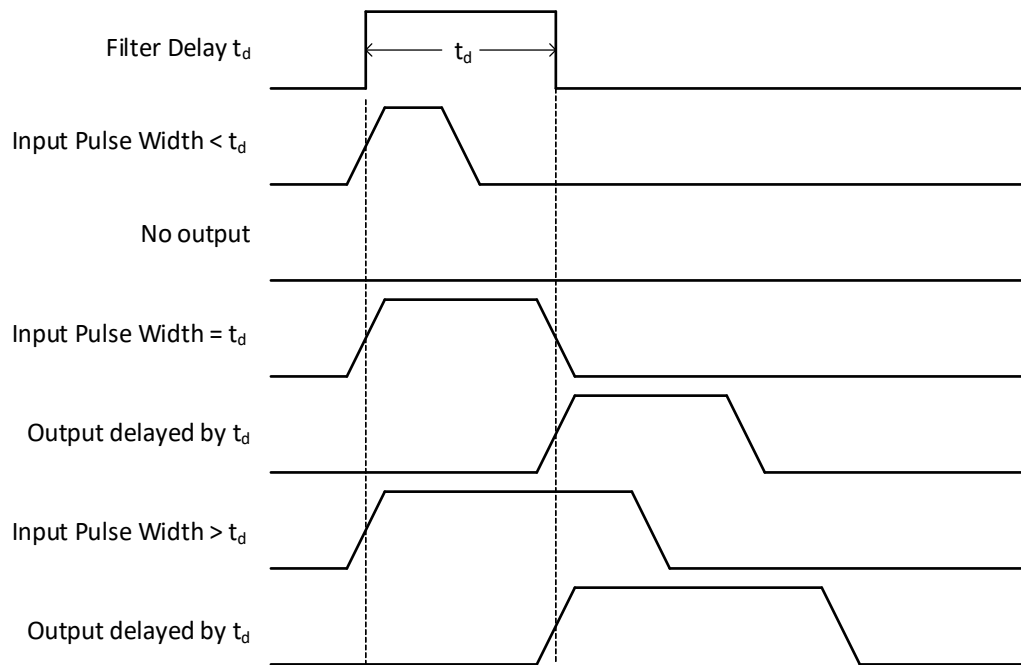 Filter Delay td
td
Input Pulse Width < td
No output
Input Pulse Width = td
Output delayed by td
Input Pulse Width > td
Output delayed by td